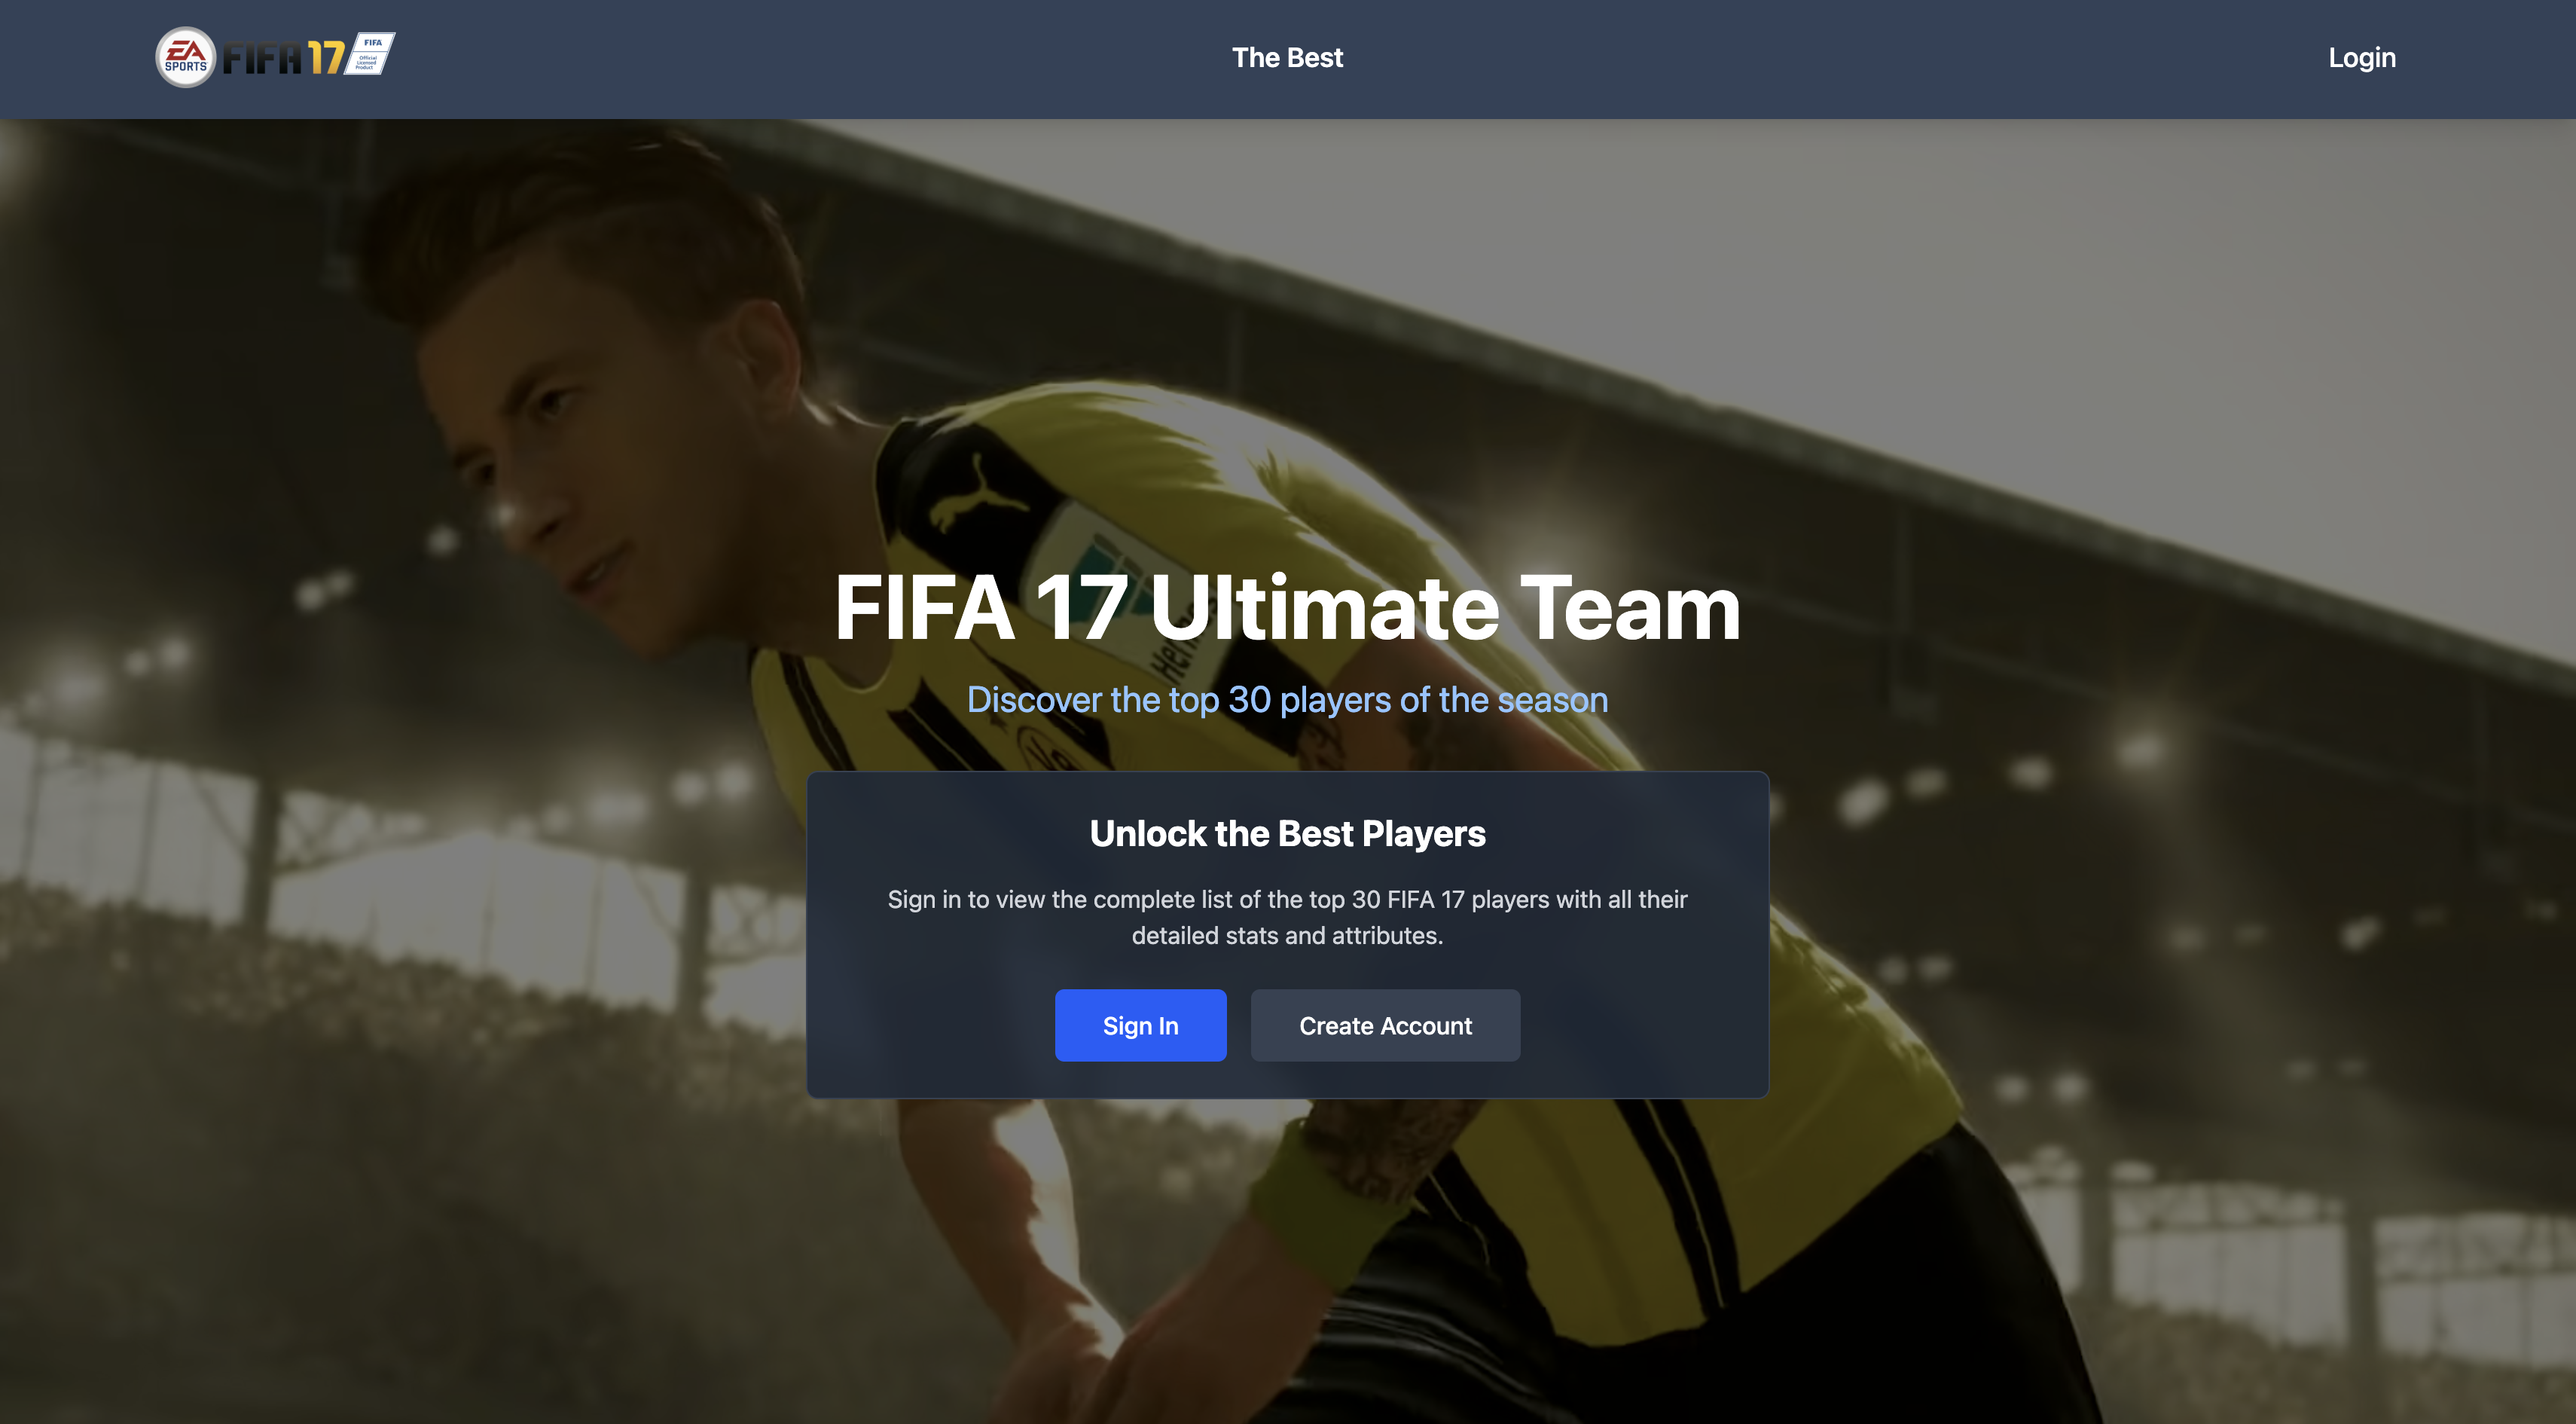 EA
SPORTS
FIFA 17
FIFA
Official
Licensed
Product
The Best
Login
FIFA 17 Ultimate Team
Discover the top 30 players of the season
Unlock the Best Players
Sign in to view the complete list of the top 30 FIFA 17 players with all their
detailed stats and attributes.
Sign In
Create Account